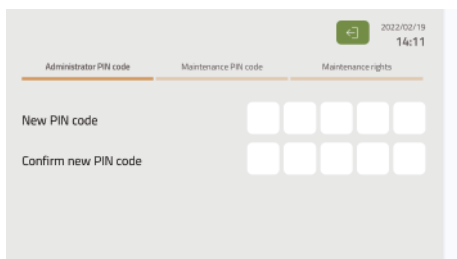 2022/02/19
14:11
Administrator PIN code Maintenance PIN code Maintenance rights
New PIN code
Confirm new PIN code